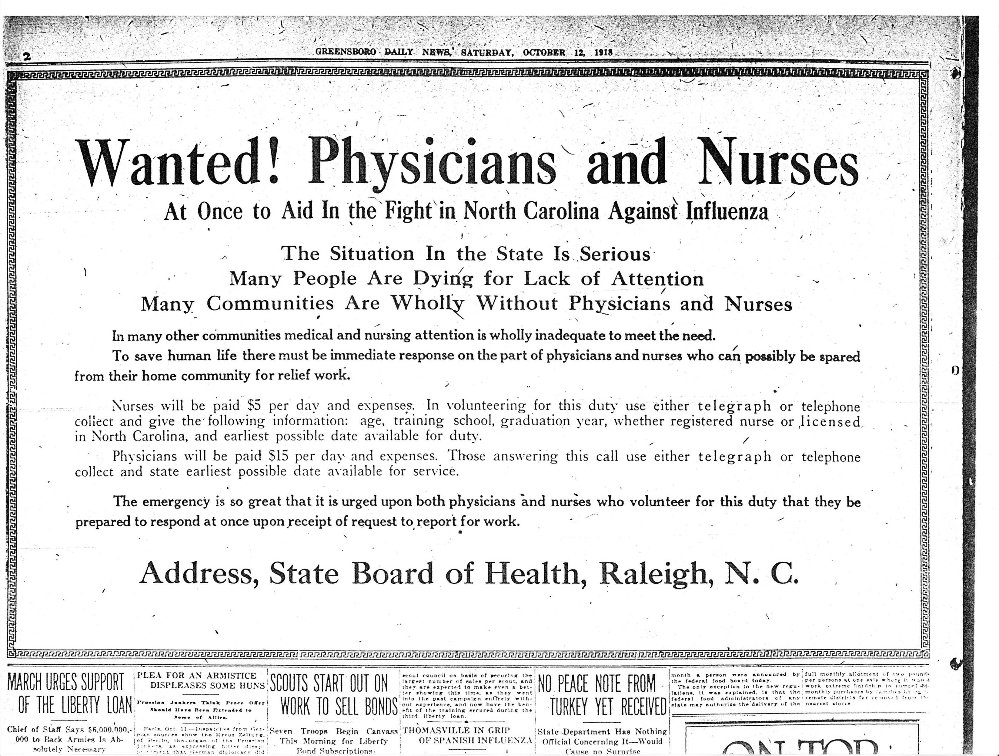 2
GREENSBORO DAILY NEWS, SATURDAY, OCTOBER 12, 1918
Wanted! Physicians and Nurses
At Once to Aid In the Fight in North Carolina Against Influenza
The Situation In the State Is Serious
Many People Are Dying for Lack of Attention
Many Communities Are Wholly Without Physicians and Nurses
In many other communities medical and nursing attention is wholly inadequate to meet the need.
To save human life there must be immediate response on the part of physicians and nurses who can possibly be spared
from their home community for relief work.
Nurses will be paid $5 per day and expenses. In volunteering for this duty use either telegraph or telephone
collect and give the following information: age, training school, graduation year, whether registered nurse or licensed
in North Carolina, and earliest possible date available for duty.
Physicians will be paid $15 per day and expenses. Those answering this call use either telegraph or telephone
collect and state earliest possible date available for service.
The emergency is so great that it is urged upon both physicians and nurses who volunteer for this duty that they be
prepared to respond at once upon receipt of request to report for work.
Address, State Board of Health, Raleigh, N. C.
MARCH URGES SUPPORT
OF THE LIBERTY LOAN
Chief of Staff Says $6,000,000,-
000 to Back Armies Is Ab-
solutely Necessary
PLEA FOR AN ARMISTICE
DISPLEASES SOME HUNS
Prussian Junkers Think Peace Offer
Should Have Been Extended to
Some of Allies.
Paris, Oct. 11—Dispatches from Ger-
man sources show the Kreuz Zeitung,
of Berlin, the organ of the Prussian
Junkers, as expressing bitter disap-
pointment that German diplomacy did
SCOUTS START OUT ON
WORK TO SELL BONDS
Seven Troops Begin Canvass
This Morning for Liberty
Bond Subscriptions
scout council on basis of securing the
largest number of sales per scout, and
they are expected to make even a bet-
ter showing this time, as they went
into the past campaign entirely with-
out experience, and now have the ben-
efit of the training secured during the
third liberty loan.
THOMASVILLE IN GRIP
OF SPANISH INFLUENZA
NO PEACE NOTE FROM
TURKEY YET RECEIVED
State Department Has Nothing
Official Concerning It—Would
Cause no Surprise
month a person were announced by
the federal food board today.
The only exception to the new regu-
lations, it was explained, is that the
federal food administrators of any
state may authorize the delivery of the
full monthly allotment of two pounds
per persons at one sale where it would
work extreme hardship to compel
monthly purchases by families in
remote districts far removed from the
nearest stores.
ON TOP